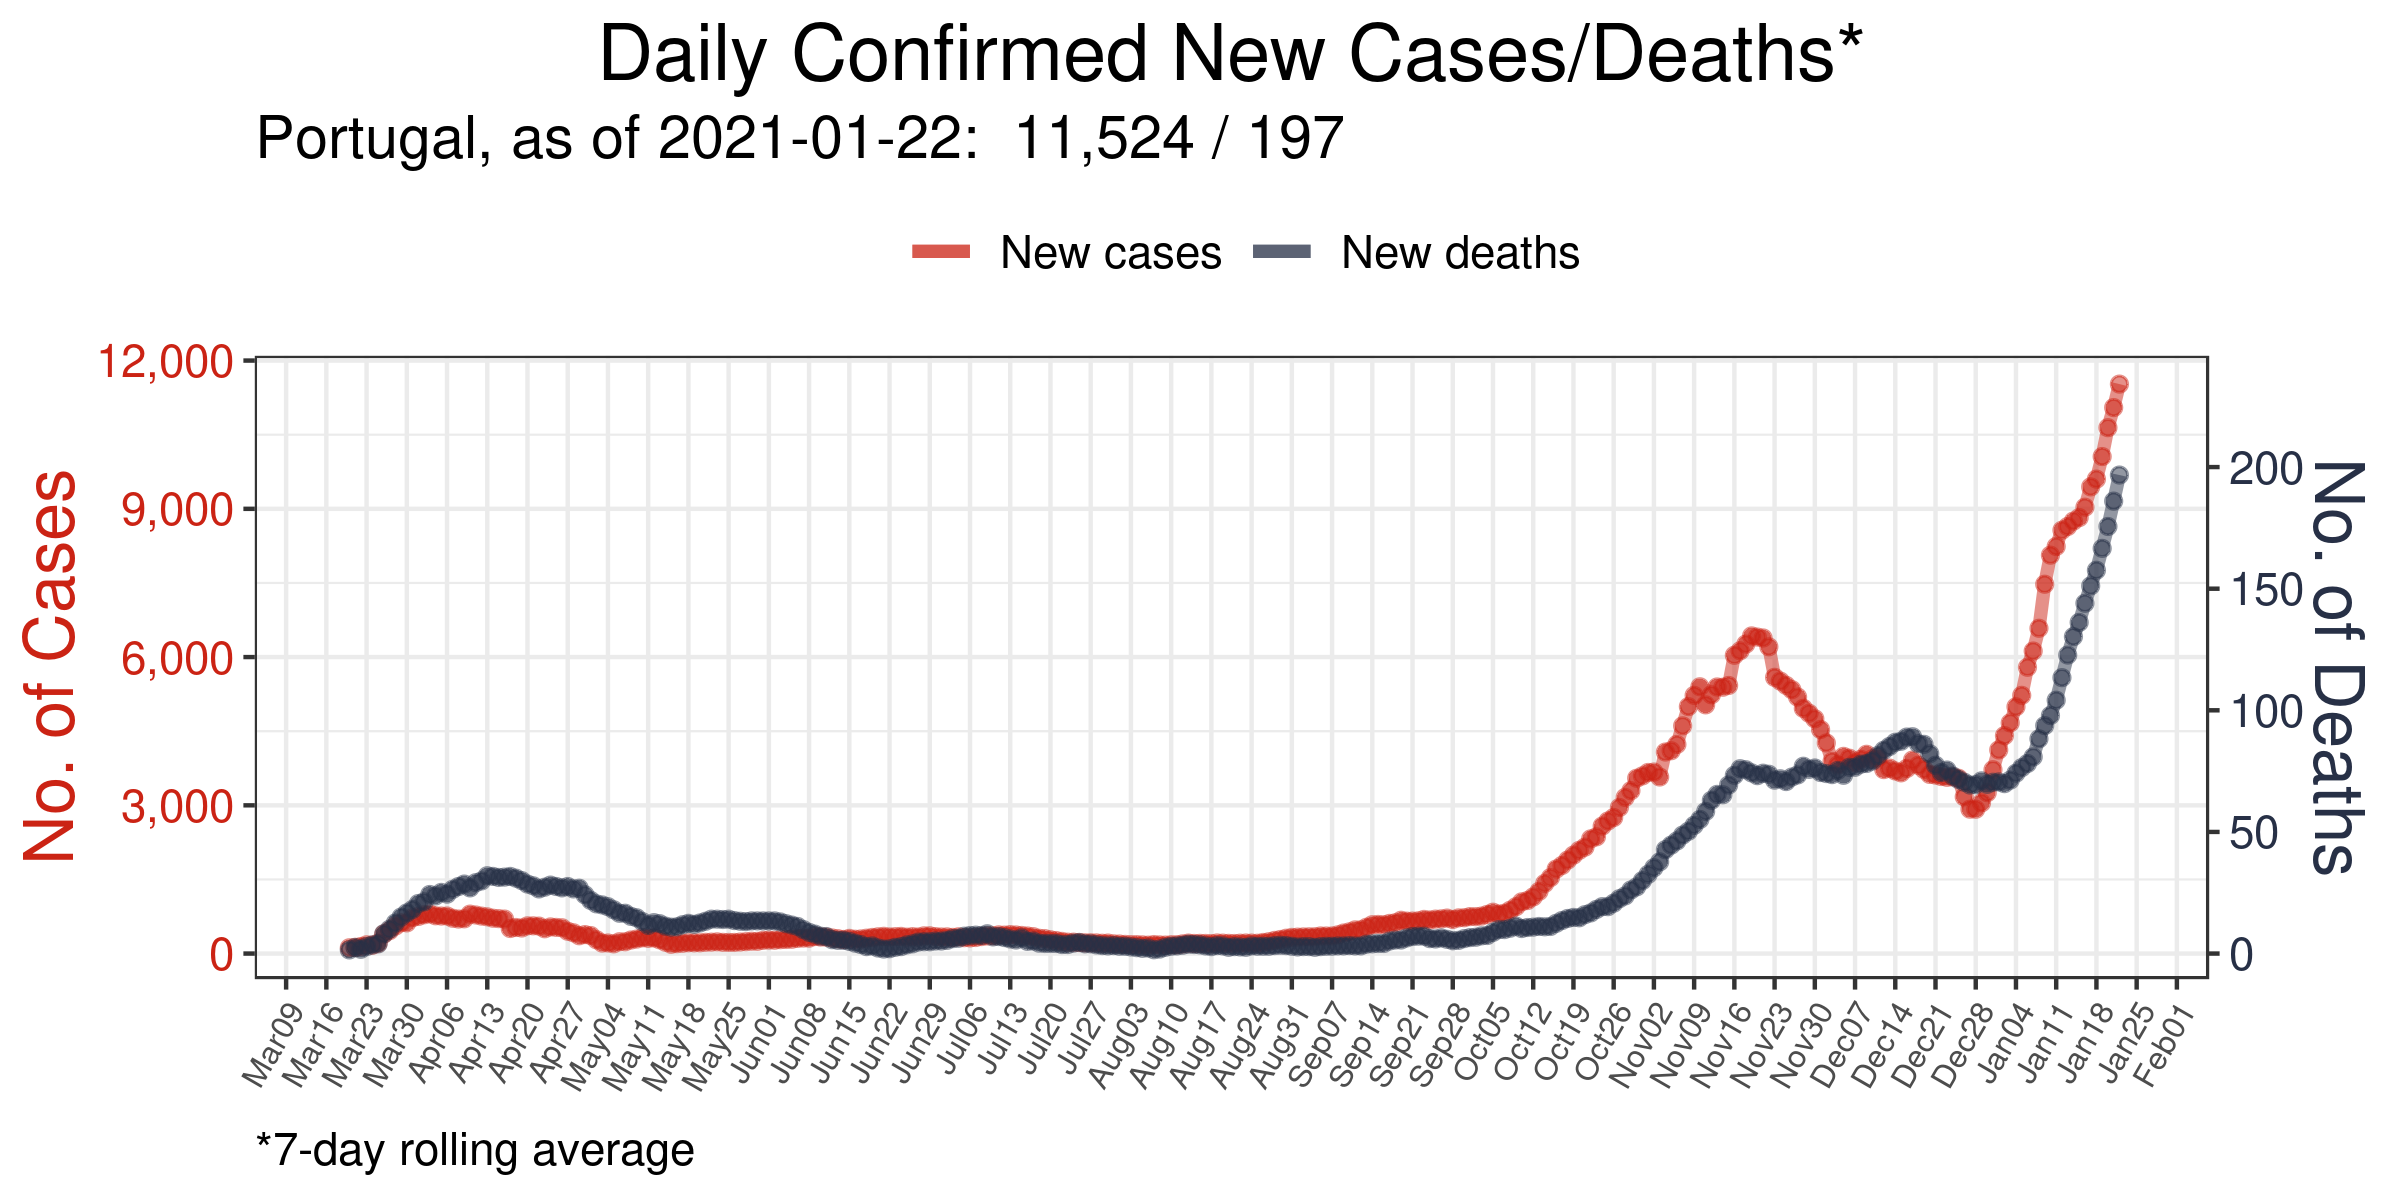 Daily Confirmed New Cases/Deaths*
Portugal, as of 2021-01-22:  11,524 / 197
New cases
New deaths
No. of Cases
12,000
9,000
6,000
3,000
0
No. of Deaths
200
150
100
50
0
Mar09
Mar16
Mar23
Mar30
Apr06
Apr13
Apr20
Apr27
May04
May11
May18
May25
Jun01
Jun08
Jun15
Jun22
Jun29
Jul06
Jul13
Jul20
Jul27
Aug03
Aug10
Aug17
Aug24
Aug31
Sep07
Sep14
Sep21
Sep28
Oct05
Oct12
Oct19
Oct26
Nov02
Nov09
Nov16
Nov23
Nov30
Dec07
Dec14
Dec21
Dec28
Jan04
Jan11
Jan18
Jan25
Feb01
*7-day rolling average